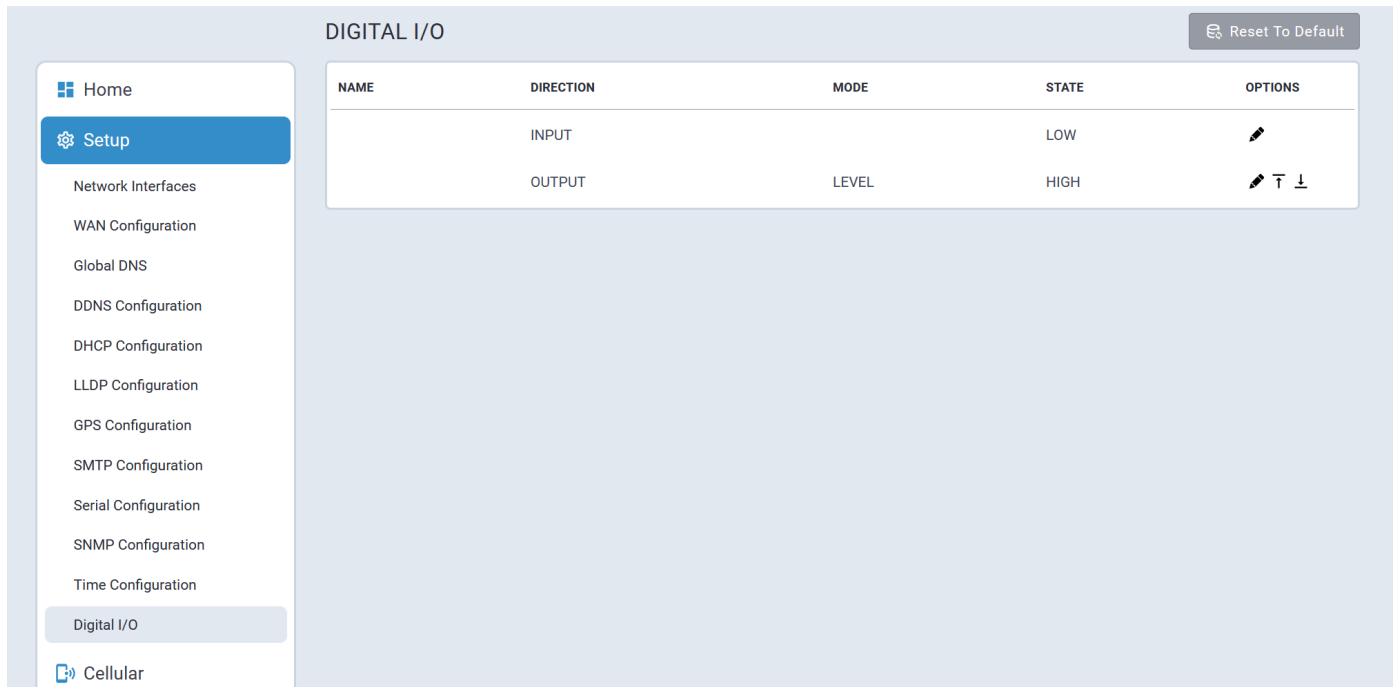 DIGITAL I/O
Reset To Default
Home
Setup
Network Interfaces
WAN Configuration
Global DNS
DDNS Configuration
DHCP Configuration
LLDP Configuration
GPS Configuration
SMTP Configuration
Serial Configuration
SNMP Configuration
Time Configuration
Digital I/O
Cellular
NAME DIRECTION MODE STATE OPTIONS
INPUT LOW
OUTPUT LEVEL HIGH